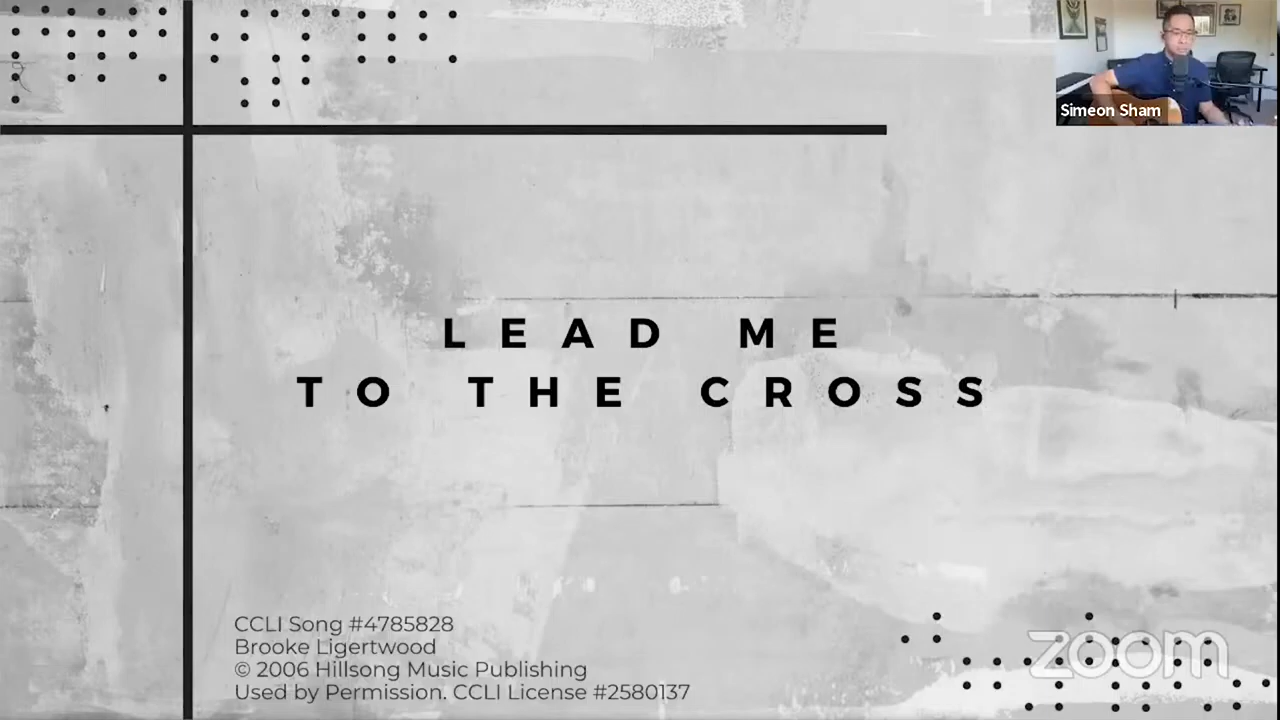 Simeon Sham
LEAD ME
TO THE CROSS
CCLI Song #4785828
Brooke Ligertwood
© 2006 Hillsong Music Publishing
Used by Permission. CCLI License #2580137
zoom